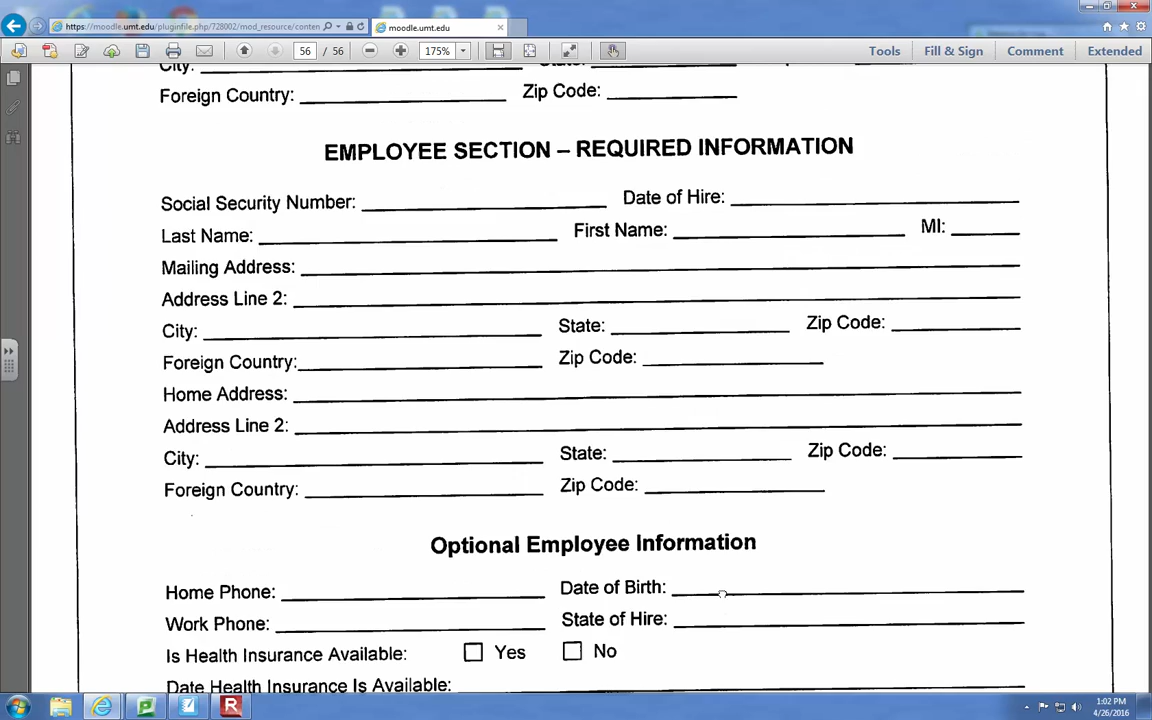 https://moodle.umt.edu/pluginfile.php/728002/mod_resource/conten
moodle.umt.edu
56 / 56 175% Tools Fill & Sign Comment Extended
City:
Foreign Country: Zip Code:
EMPLOYEE SECTION – REQUIRED INFORMATION
Social Security Number: Date of Hire:
Last Name: First Name: MI:
Mailing Address:
Address Line 2:
City: State: Zip Code:
Foreign Country: Zip Code:
Home Address:
Address Line 2:
City: State: Zip Code:
Foreign Country: Zip Code:
Optional Employee Information
Home Phone: Date of Birth:
Work Phone: State of Hire:
Is Health Insurance Available: Yes No
Date Health Insurance Is Available:
1:02 PM
4/26/2016